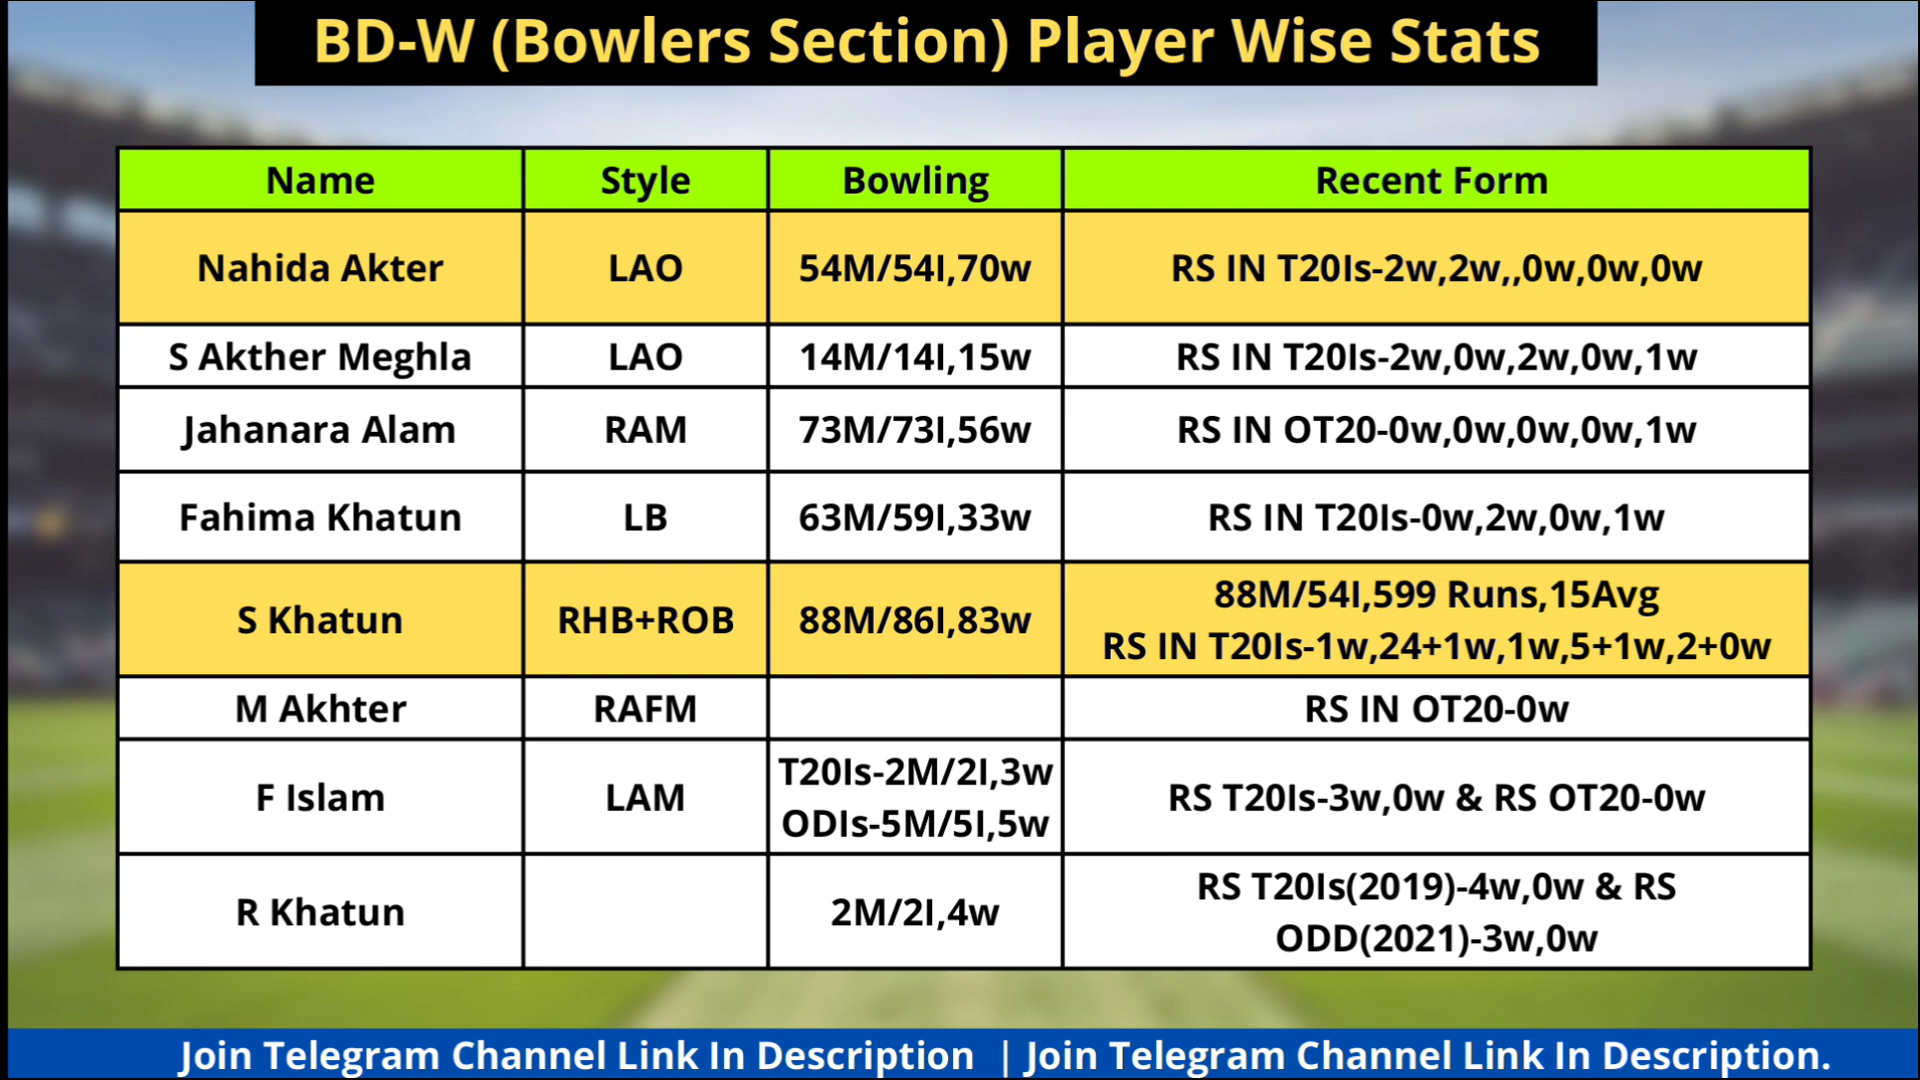 BD-W (Bowlers Section) Player Wise Stats
Name Style Bowling Recent Form
Nahida Akter LAO 54M/54I,70w RS IN T20Is-2w,2w,,0w,0w,0w
S Akther Meghla LAO 14M/14I,15w RS IN T20Is-2w,0w,2w,0w,1w
Jahanara Alam RAM 73M/73I,56w RS IN OT20-0w,0w,0w,0w,1w
Fahima Khatun LB 63M/59I,33w RS IN T20Is-0w,2w,0w,1w
S Khatun RHB+ROB 88M/86I,83w 88M/54I,599 Runs,15Avg
RS IN T20Is-1w,24+1w,1w,5+1w,2+0w
M Akhter RAFM RS IN OT20-0w
F Islam LAM T20Is-2M/2I,3w
ODIs-5M/5I,5w RS T20Is-3w,0w & RS OT20-0w
R Khatun 2M/2I,4w RS T20Is(2019)-4w,0w & RS
ODD(2021)-3w,0w
Join Telegram Channel Link In Description | Join Telegram Channel Link In Description.